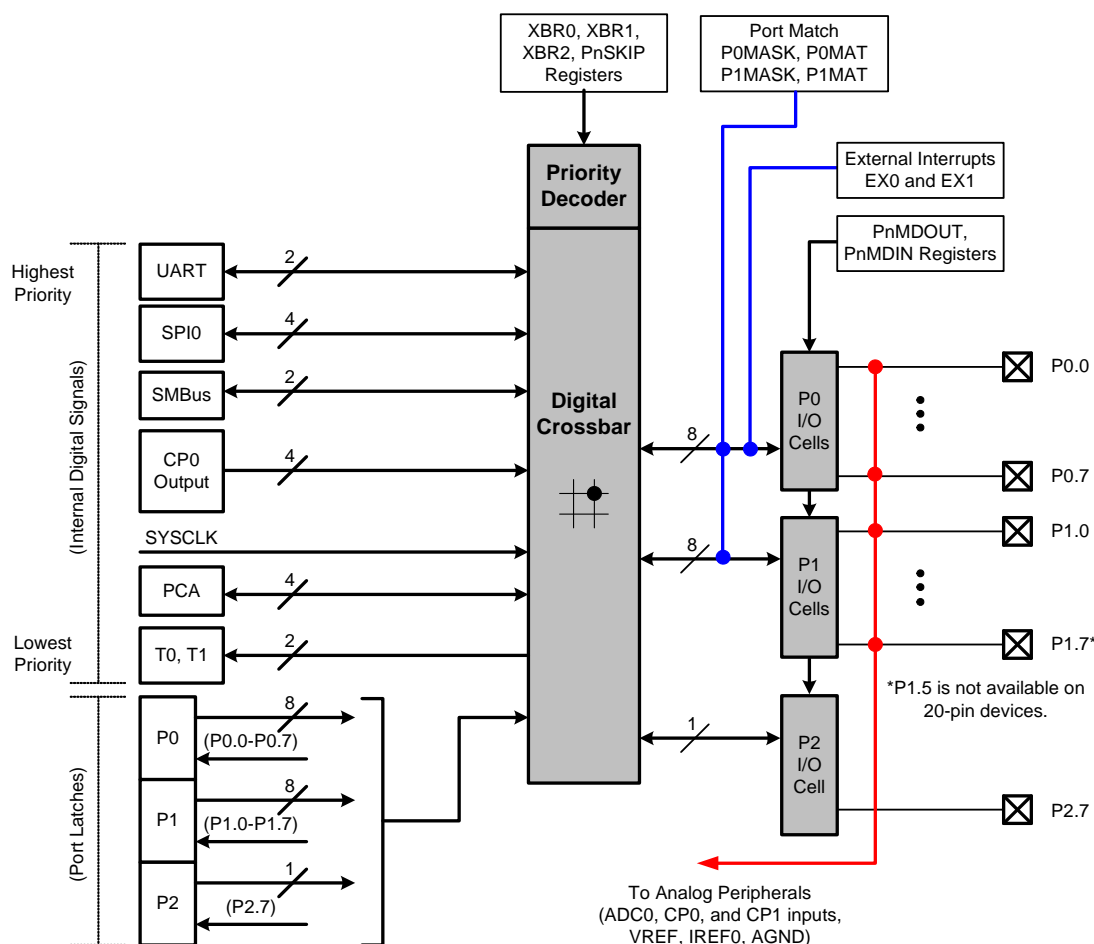 XBR0, XBR1,
XBR2, PnSKIP
Registers
Port Match
P0MASK, P0MAT
P1MASK, P1MAT
External Interrupts
EX0 and EX1
PnMDOUT,
PnMDIN Registers
Priority
Decoder
Digital
Crossbar
Highest
Priority
(Internal Digital Signals)
Lowest
Priority
UART
2
SPI0
4
SMBus
2
CP0
Output
4
SYSCLK
PCA
4
T0, T1
2
(Port Latches)
P0
8
(P0.0-P0.7)
P1
8
(P1.0-P1.7)
P2
1
(P2.7)
8
P0
I/O
Cells
P0.0
P0.7
8
P1
I/O
Cells
P1.0
P1.7*
*P1.5 is not available on
20-pin devices.
1
P2
I/O
Cell
P2.7
To Analog Peripherals
(ADC0, CP0, and CP1 inputs,
VREF, IREF0, AGND)